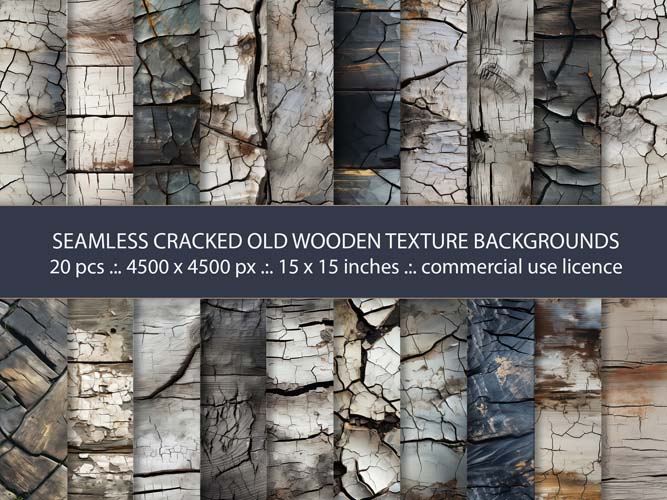 SEAMLESS CRACKED OLD WOODEN TEXTURE BACKGROUNDS
20 pcs .:. 4500 x 4500 px .:. 15 x 15 inches .:. commercial use licence